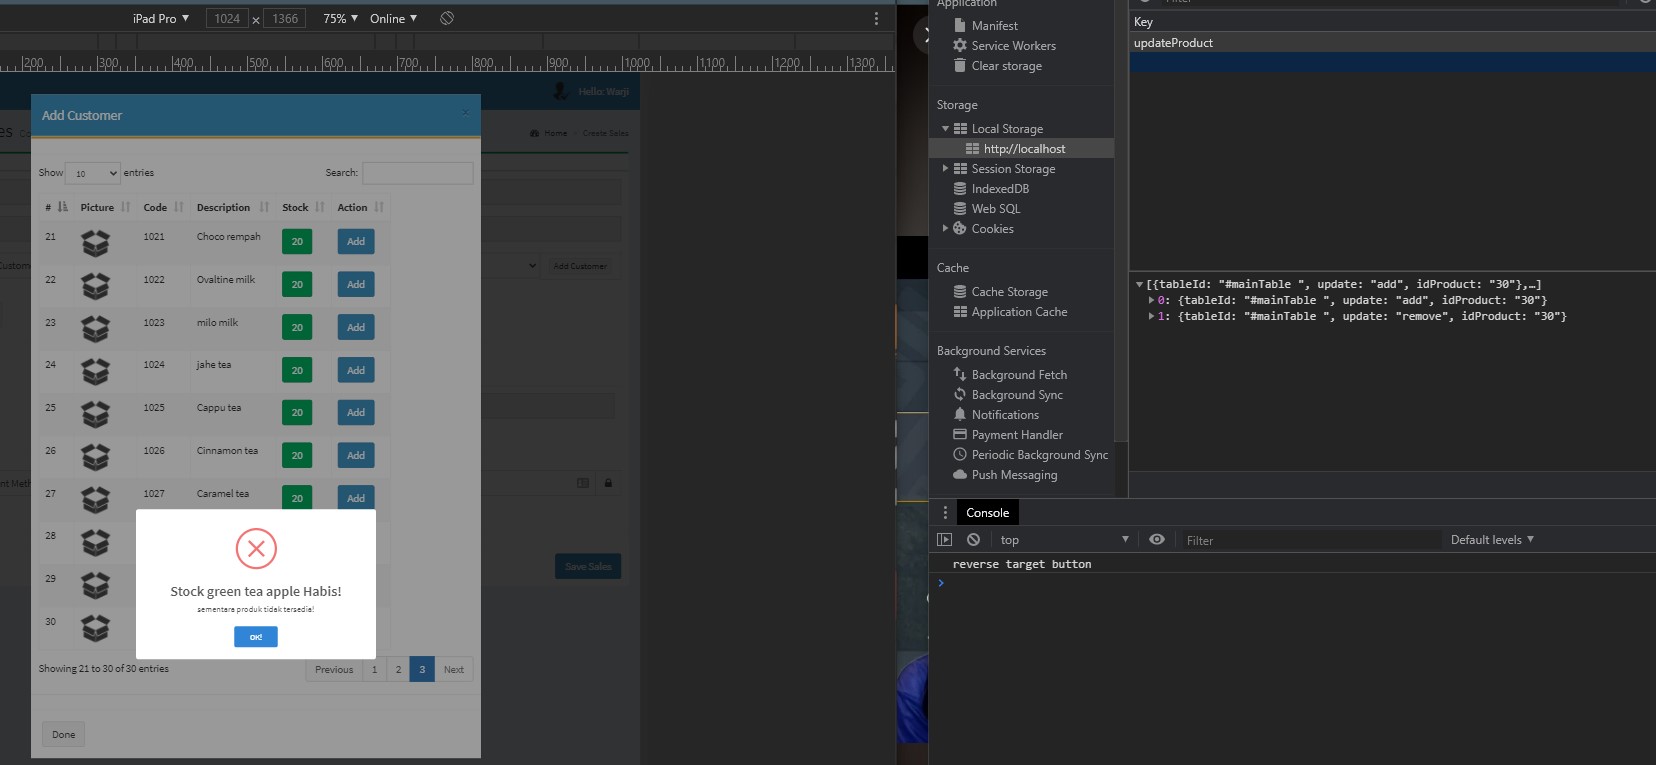 iPad Pro ▼ 1024 × 1366 75% ▼ Online ▼
200 300 400 500 600 700 800 900 1000 1100 1200 1300
Hello: Warji
Add Customer ×
es Home > Create Sales
Show 10 entries Search:
# Picture Code Description Stock Action
21 1021 Choco rempah 20 Add
22 1022 Ovaltine milk 20 Add
23 1023 milo milk 20 Add
24 1024 jahe tea 20 Add
25 1025 Cappu tea 20 Add
26 1026 Cinnamon tea 20 Add
27 1027 Caramel tea 20 Add
28
29
30
Custom Add Customer
nt Meth
Save Sales
Stock green tea apple Habis!
sementara produk tidak tersedia!
OK!
Showing 21 to 30 of 30 entries
Previous 1 2 3 Next
Done
Application
Manifest
Service Workers
Clear storage
Storage
Local Storage
http://localhost
Session Storage
IndexedDB
Web SQL
Cookies
Cache
Cache Storage
Application Cache
Background Services
Background Fetch
Background Sync
Notifications
Payment Handler
Periodic Background Sync
Push Messaging
Filter
Key
updateProduct
▼[{tableId: "#mainTable ", update: "add", idProduct: "30"},…]
▶0: {tableId: "#mainTable ", update: "add", idProduct: "30"}
▶1: {tableId: "#mainTable ", update: "remove", idProduct: "30"}
Console
top ▼ Filter Default levels ▼
reverse target button
>